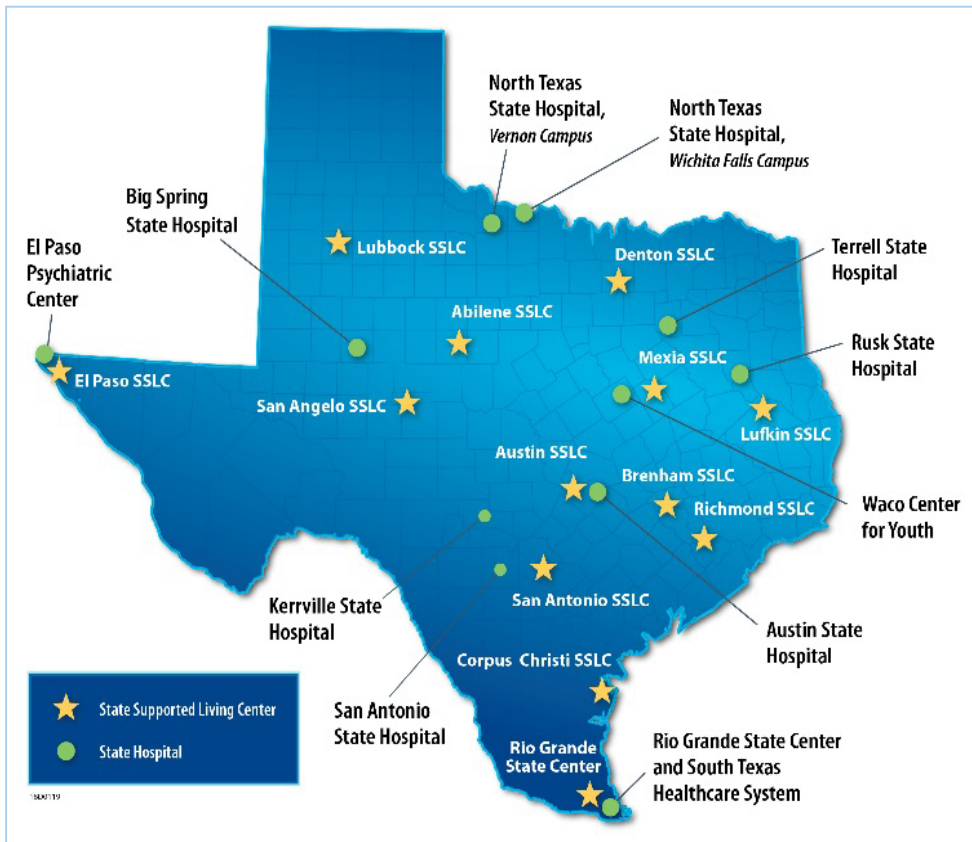 North Texas
State Hospital,
Vernon Campus
North Texas
State Hospital,
Wichita Falls Campus
Big Spring
State Hospital
El Paso
Psychiatric
Center
Lubbock SSLC
Denton SSLC
Terrell State
Hospital
Abilene SSLC
Rusk State
Hospital
Mexia SSLC
El Paso SSLC
San Angelo SSLC
Lufkin SSLC
Austin SSLC
Brenham SSLC
Richmond SSLC
Waco Center
for Youth
Kerrville State
Hospital
San Antonio SSLC
Austin State
Hospital
Corpus Christi SSLC
State Supported Living Center
State Hospital
San Antonio
State Hospital
Rio Grande
State Center
Rio Grande State Center
and South Texas
Healthcare System
16D0119